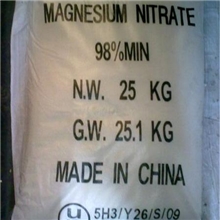 MAGNESIUM NITRATE
98%MIN
N.W. 25 KG
G.W. 25.1 KG
MADE IN CHINA
u 5H3/Y26/S/09